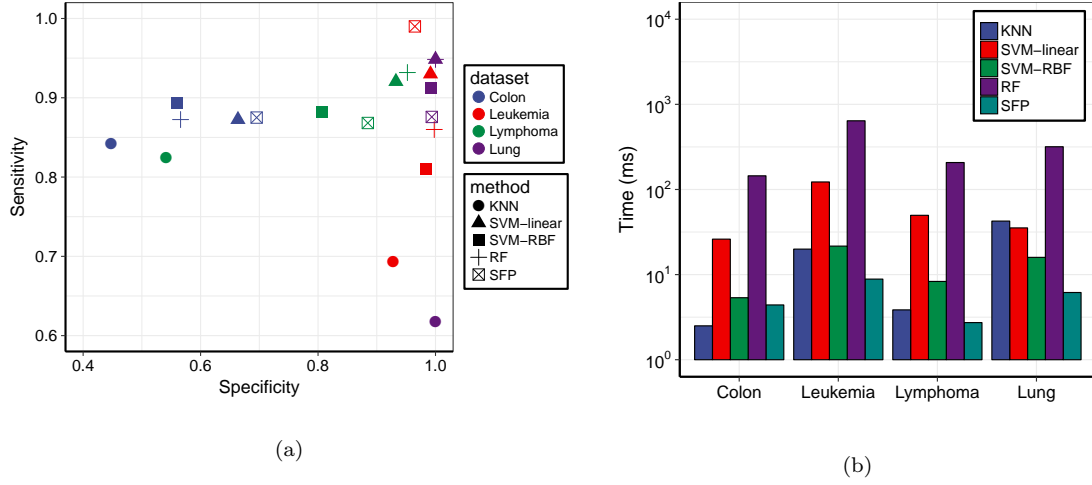 1.0
0.9
0.8
0.7
0.6
Sensitivity
0.4
0.6
0.8
1.0
Specificity
dataset
Colon
Leukemia
Lymphoma
Lung
method
KNN
SVM−linear
SVM−RBF
RF
SFP
(a)
10⁴
10³
10²
10¹
10⁰
Time (ms)
KNN
SVM−linear
SVM−RBF
RF
SFP
Colon
Leukemia
Lymphoma
Lung
(b)